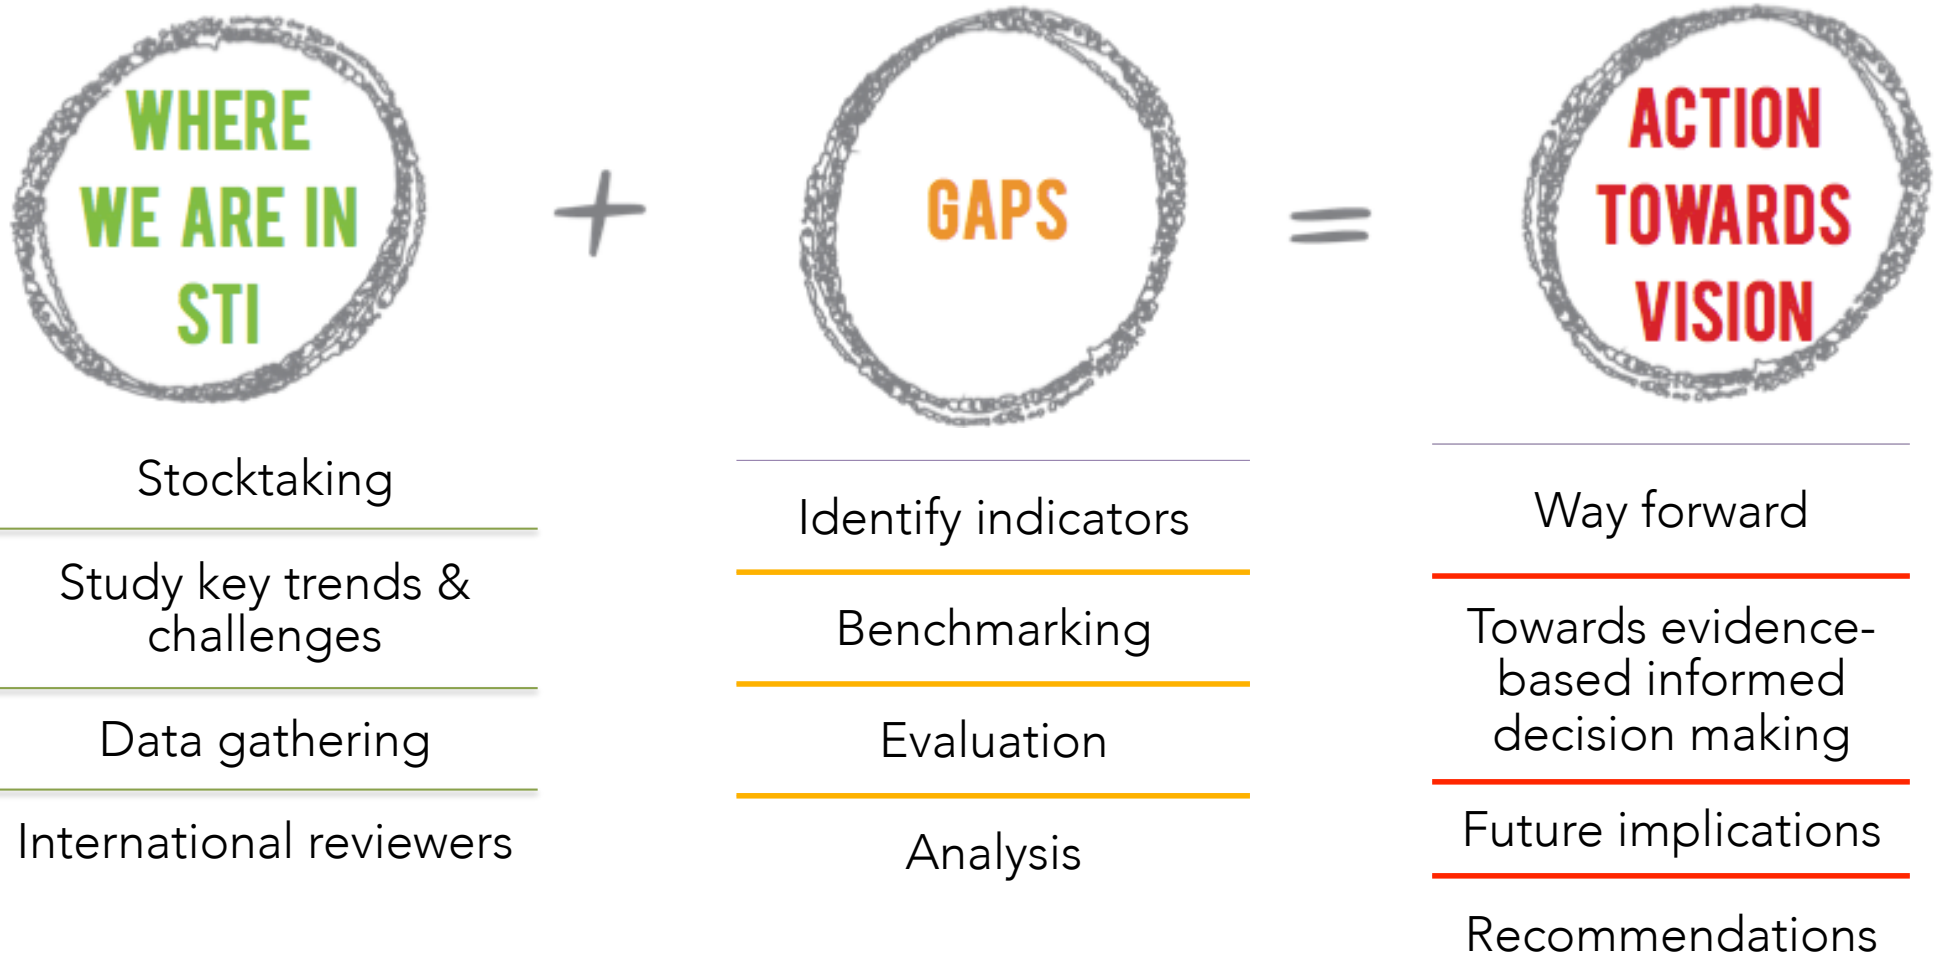 WHERE
WE ARE IN
STI
+
GAPS
=
ACTION
TOWARDS
VISION
Stocktaking
Study key trends &
challenges
Data gathering
International reviewers
Identify indicators
Benchmarking
Evaluation
Analysis
Way forward
Towards evidence-
based informed
decision making
Future implications
Recommendations